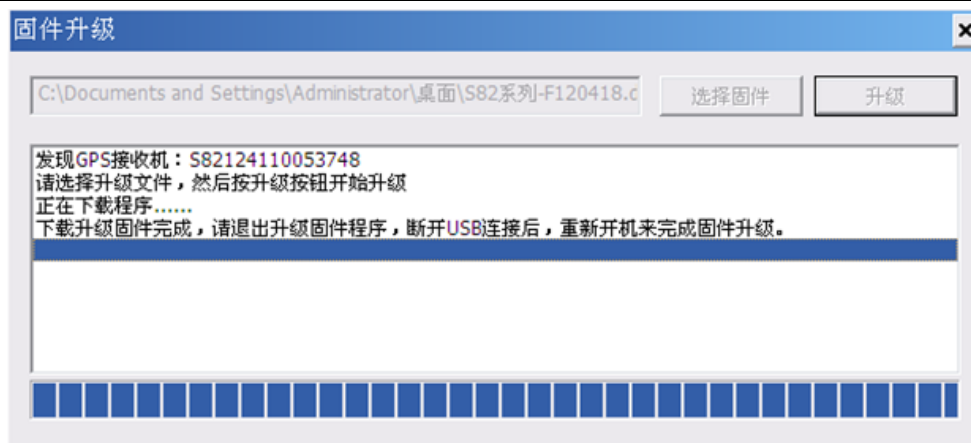 固件升级
C:\Documents and Settings\Administrator\桌面\S82系列-F120418.c
选择固件
升级
发现GPS接收机：S82124110053748
请选择升级文件，然后按升级按钮开始升级
正在下载程序......
下载升级固件完成，请退出升级固件程序，断开USB连接后，重新开机来完成固件升级。